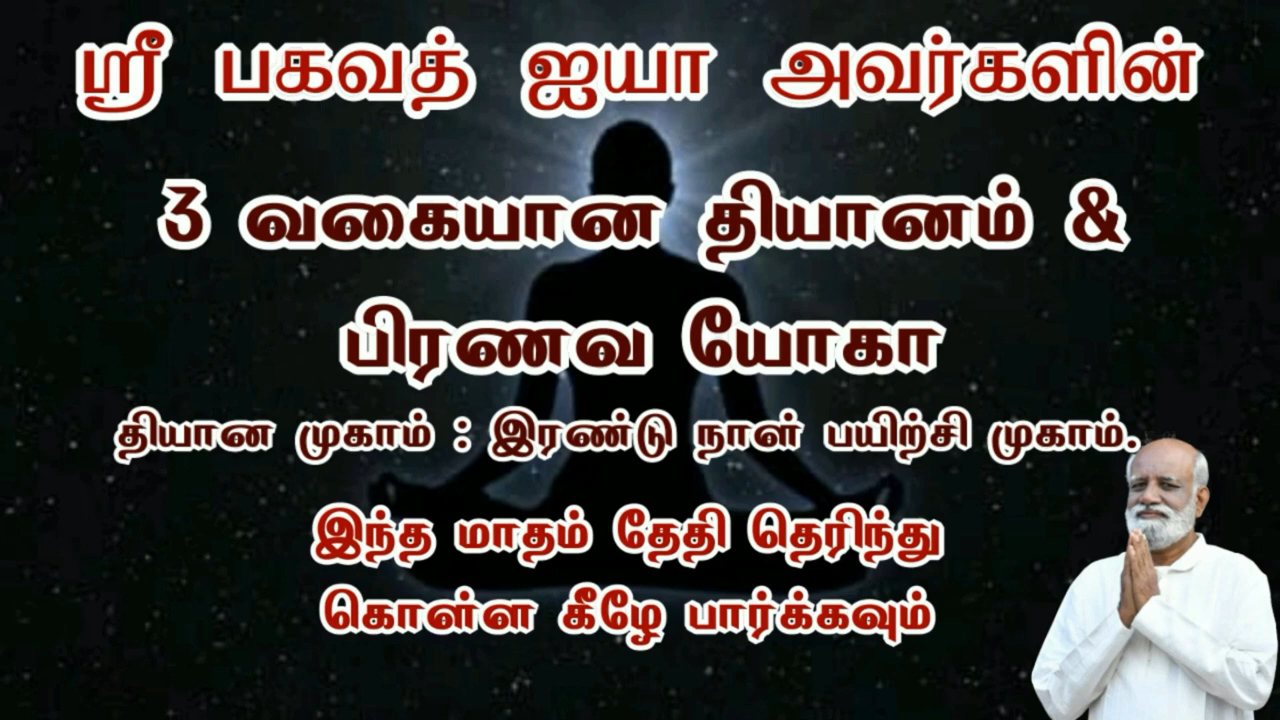 ஸ்ரீ பகவத் ஐயா அவர்களின்
3 வகையான தியானம் &
பிரணவ யோகா
தியான முகாம் : இரண்டு நாள் பயிற்சி முகாம்.
இந்த மாதம் தேதி தெரிந்து
கொள்ள கீழே பார்க்கவும்